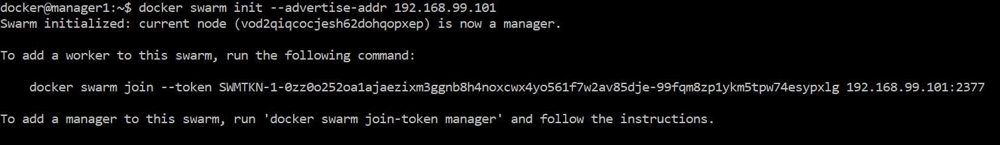 docker@manager1:~$ docker swarm init --advertise-addr 192.168.99.101
Swarm initialized: current node (vod2qiqcocjesh62dohqopxep) is now a manager.
To add a worker to this swarm, run the following command:
docker swarm join --token SWMTKN-1-0zz0o252oa1ajaezixm3ggnb8h4noxcwx4yo561f7w2av85dje-99fqm8zp1ykm5tpw74esypxlg 192.168.99.101:2377
To add a manager to this swarm, run 'docker swarm join-token manager' and follow the instructions.